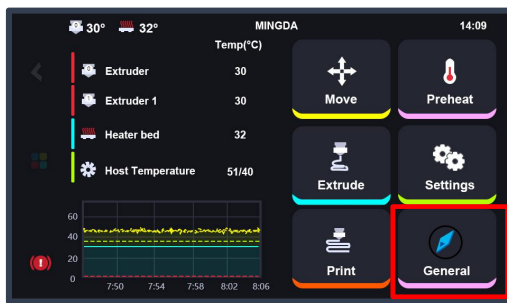 30° 32° MINGDA 14:09
Temp(°C)
Extruder 30
Extruder 1 30
Heater bed 32
Host Temperature 51/40
Move
Preheat
Extrude
Settings
Print
General
60
40
20
0
7:50 7:54 7:58 8:02 8:06